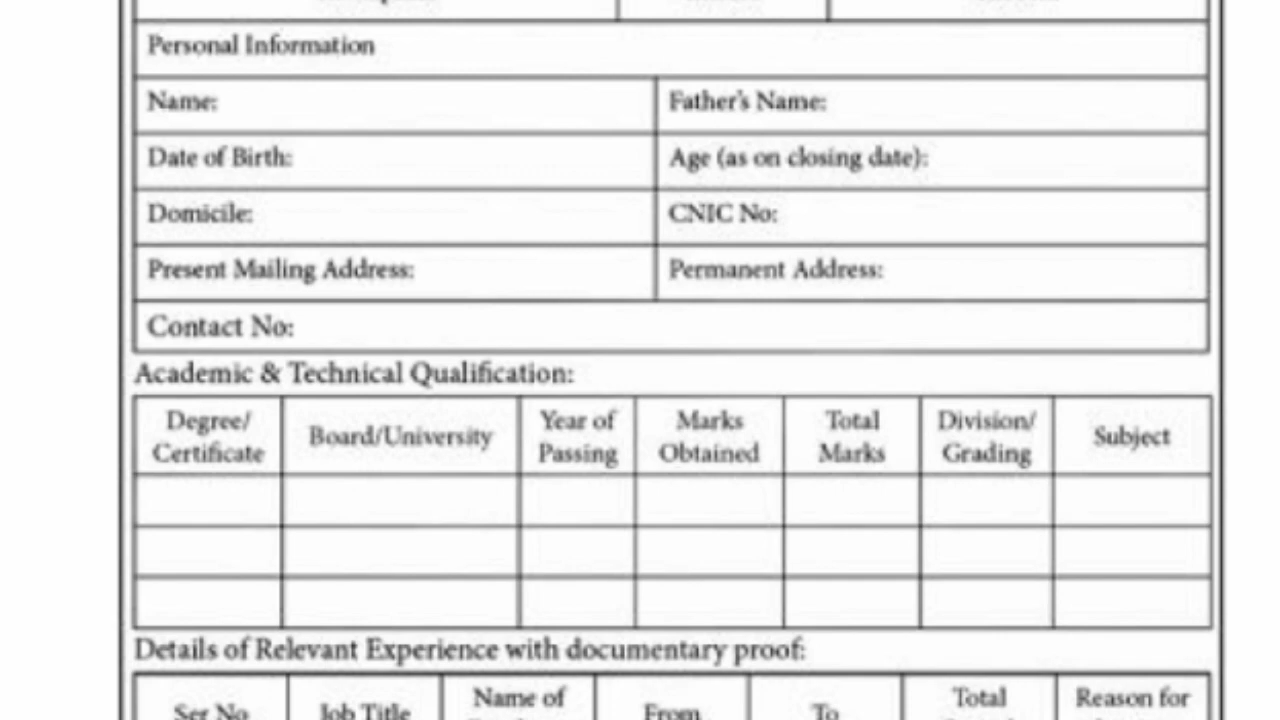 Personal Information
Name: Father's Name:
Date of Birth: Age (as on closing date):
Domicile: CNIC No:
Present Mailing Address: Permanent Address:
Contact No:
Academic & Technical Qualification:
Degree/ Certificate Board/University Year of Passing Marks Obtained Total Marks Division/ Grading Subject
Details of Relevant Experience with documentary proof:
Ser No Job Title Name of From To Total Reason for